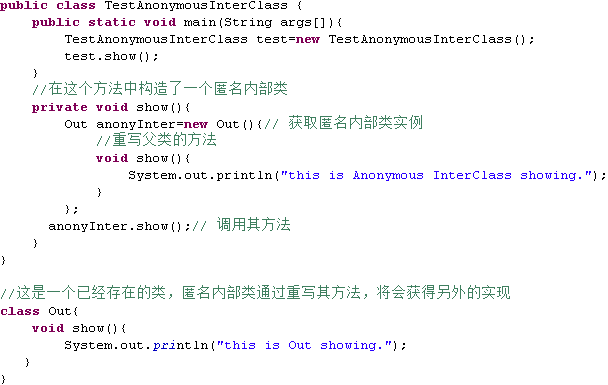 public class TestAnonymousInterClass {
    public static void main(String args[]){
        TestAnonymousInterClass test=new TestAnonymousInterClass();
        test.show();
    }
    //在这个方法中构造了一个匿名内部类
    private void show(){
        Out anonyInter=new Out(){// 获取匿名内部类实例
            //重写父类的方法
            void show(){
                System.out.println("this is Anonymous InterClass showing.");
            }
        };
      anonyInter.show();// 调用其方法
    }
}

//这是一个已经存在的类，匿名内部类通过重写其方法，将会获得另外的实现
class Out{
    void show(){
        System.out.println("this is Out showing.");
   }
}